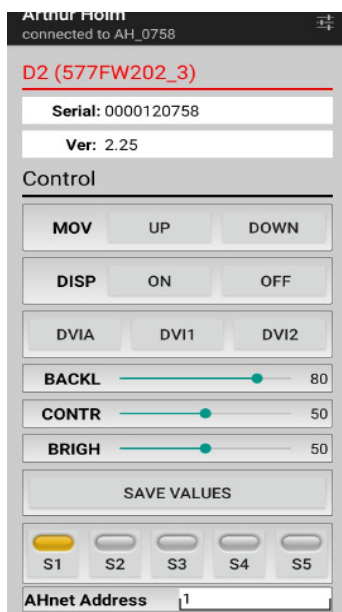 Arthur Holm
connected to AH_0758
D2 (577FW202_3)
Serial: 0000120758
Ver: 2.25
Control
MOV UP DOWN
DISP ON OFF
DVIA DVI1 DVI2
BACKL 80
CONTR 50
BRIGH 50
SAVE VALUES
S1 S2 S3 S4 S5
AHnet Address 1